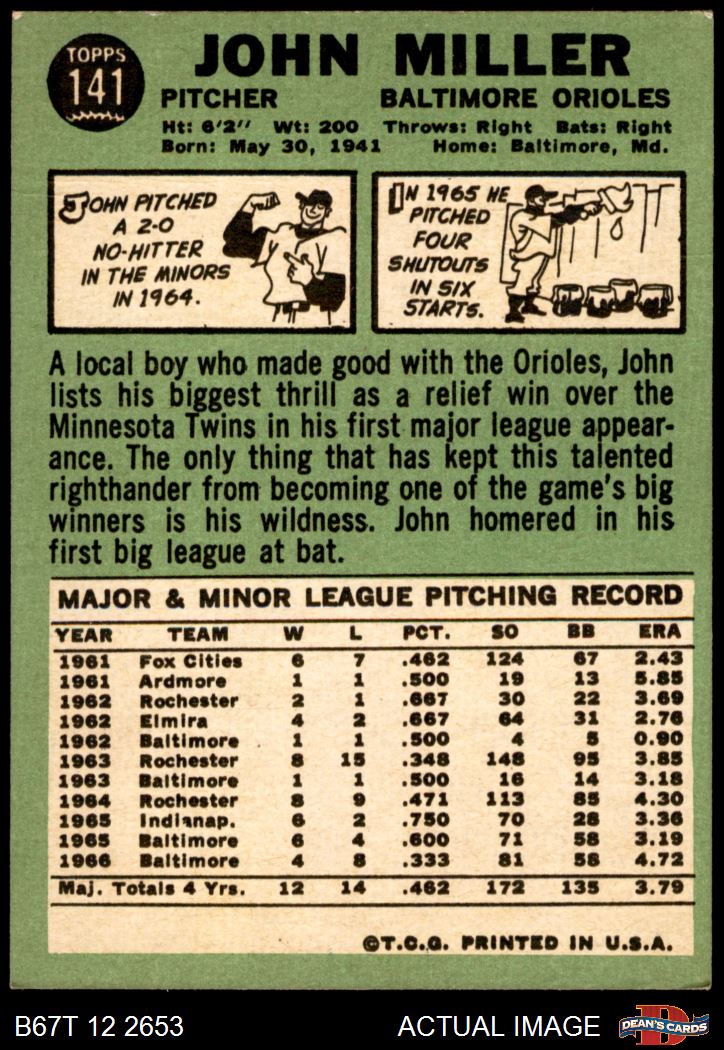 TOPPS
141
JOHN MILLER
PITCHER BALTIMORE ORIOLES
Ht: 6'2" Wt: 200 Throws: Right Bats: Right
Born: May 30, 1941 Home: Baltimore, Md.
JOHN PITCHED
A 2-0
NO-HITTER
IN THE MINORS
IN 1964.
IN 1965 HE
PITCHED
FOUR
SHUTOUTS
IN SIX
STARTS.
A local boy who made good with the Orioles, John
lists his biggest thrill as a relief win over the
Minnesota Twins in his first major league appear-
ance. The only thing that has kept this talented
righthander from becoming one of the game's big
winners is his wildness. John homered in his
first big league at bat.
MAJOR & MINOR LEAGUE PITCHING RECORD
YEAR TEAM W L PCT. SO BB ERA
1961 Fox Cities 6 7 .462 124 67 2.43
1961 Ardmore 1 1 .500 19 13 5.85
1962 Rochester 2 1 .667 30 22 3.69
1962 Elmira 4 2 .667 64 31 2.76
1962 Baltimore 1 1 .500 4 5 0.90
1963 Rochester 8 15 .348 148 95 3.85
1963 Baltimore 1 1 .500 16 14 3.18
1964 Rochester 8 9 .471 113 85 4.30
1965 Indianap. 6 2 .750 70 28 3.36
1965 Baltimore 6 4 .600 71 58 3.19
1966 Baltimore 4 8 .333 81 58 4.72
Maj. Totals 4 Yrs. 12 14 .462 172 135 3.79
©T.C.G. PRINTED IN U.S.A.
B67T 12 2653 ACTUAL IMAGE
DEAN'S CARDS